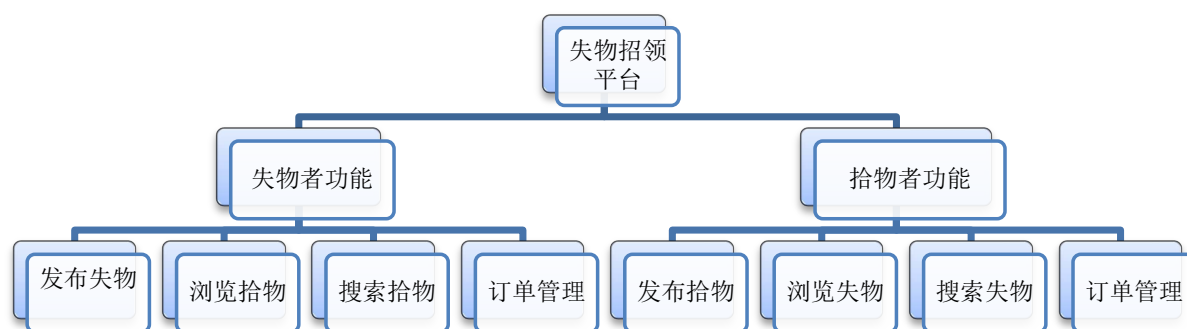 失物招领
平台
失物者功能
拾物者功能
发布失物
浏览拾物
搜索拾物
订单管理
发布拾物
浏览失物
搜索失物
订单管理